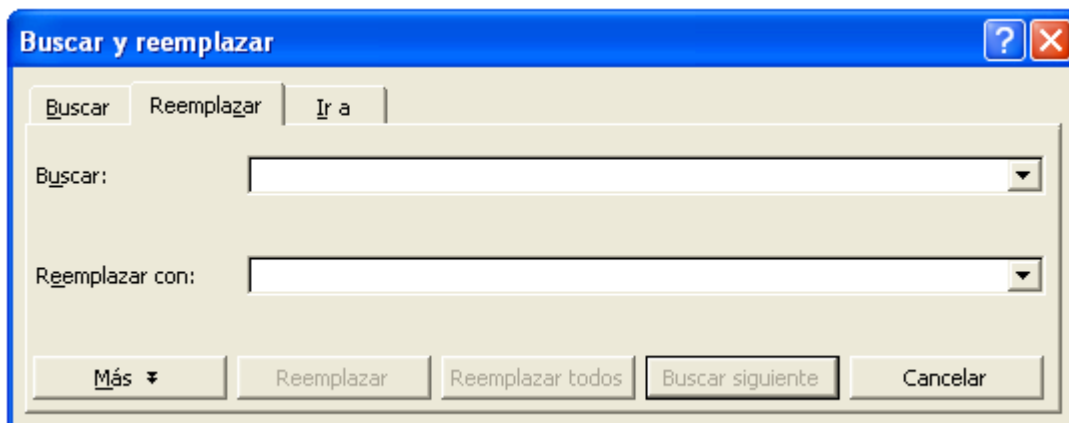 Buscar y reemplazar
Buscar Reemplazar Ir a
Buscar:
Reemplazar con:
Más Reemplazar Reemplazar todos Buscar siguiente Cancelar